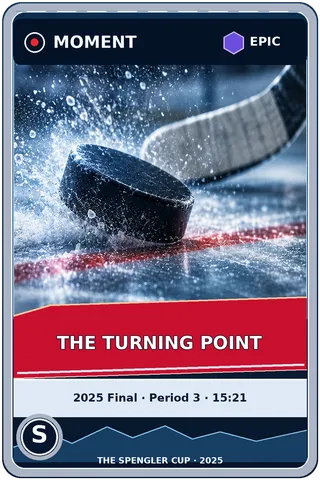 MOMENT
EPIC
THE TURNING POINT
2025 Final · Period 3 · 15:21
S
THE SPENGLER CUP · 2025